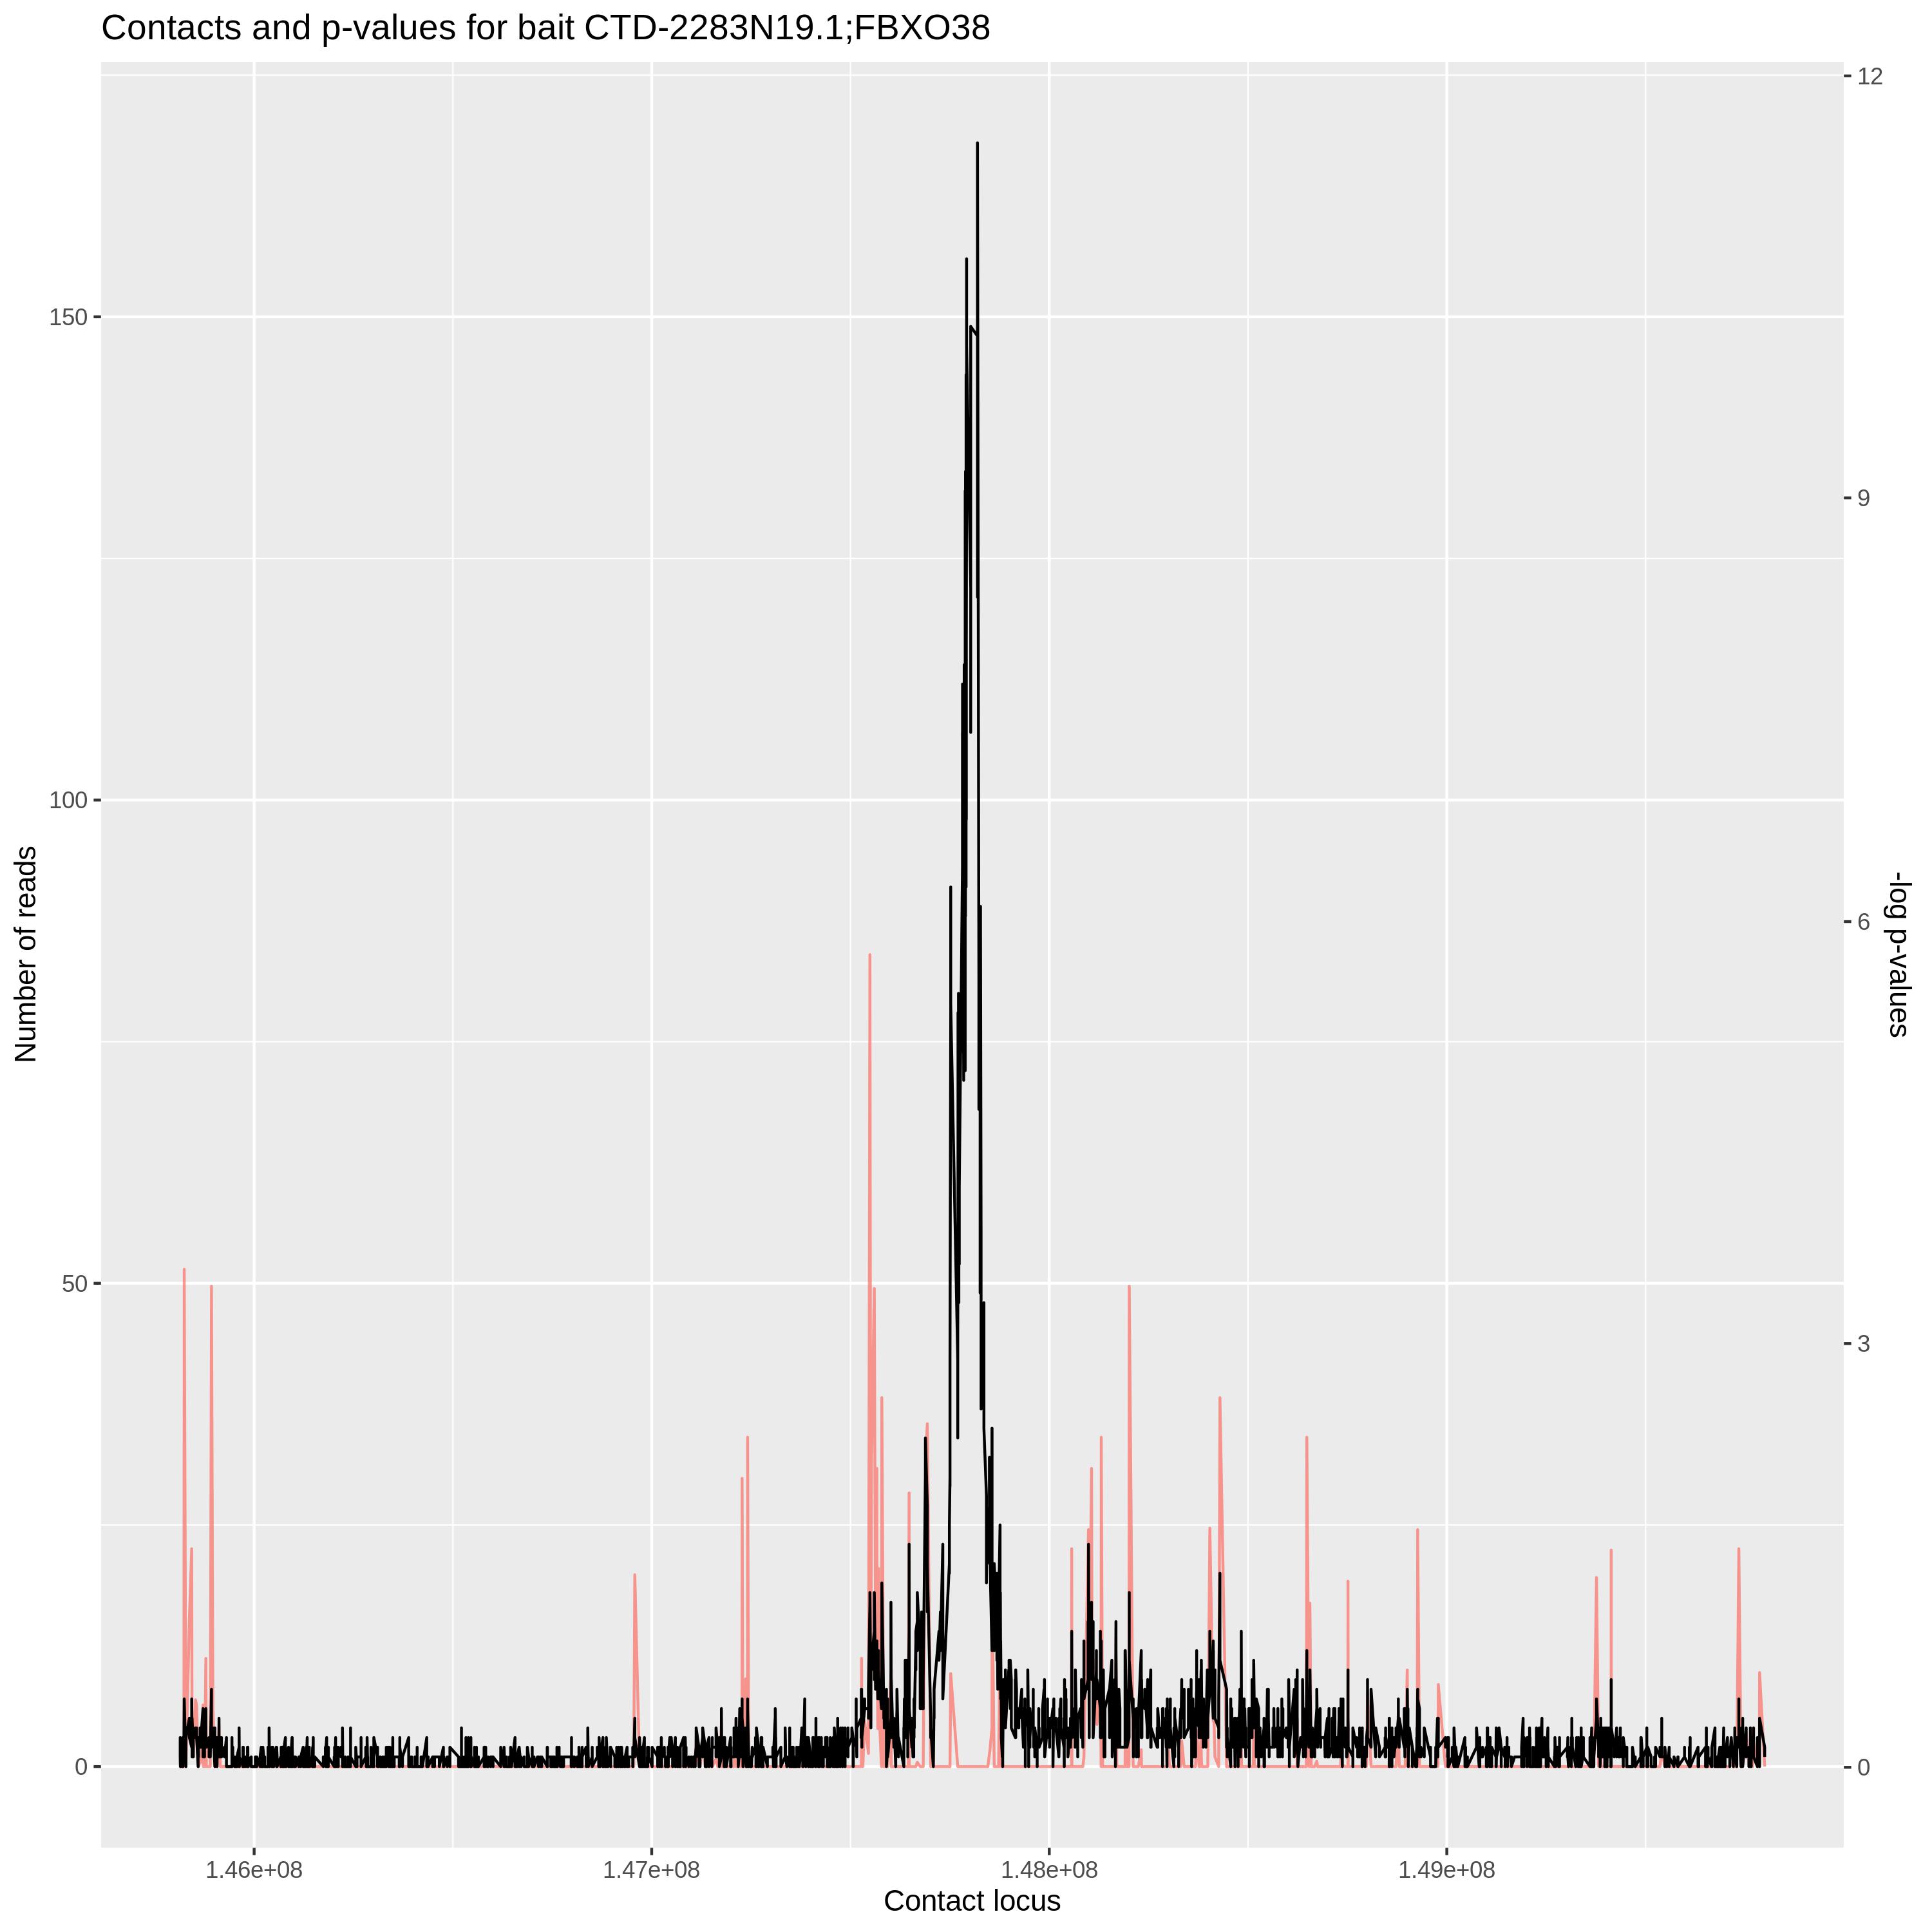 Contacts and p-values for bait CTD-2283N19.1;FBXO38
12
9
6
3
0
150
100
50
0
Number of reads
-log p-values
1.46e+08
1.47e+08
1.48e+08
1.49e+08
Contact locus